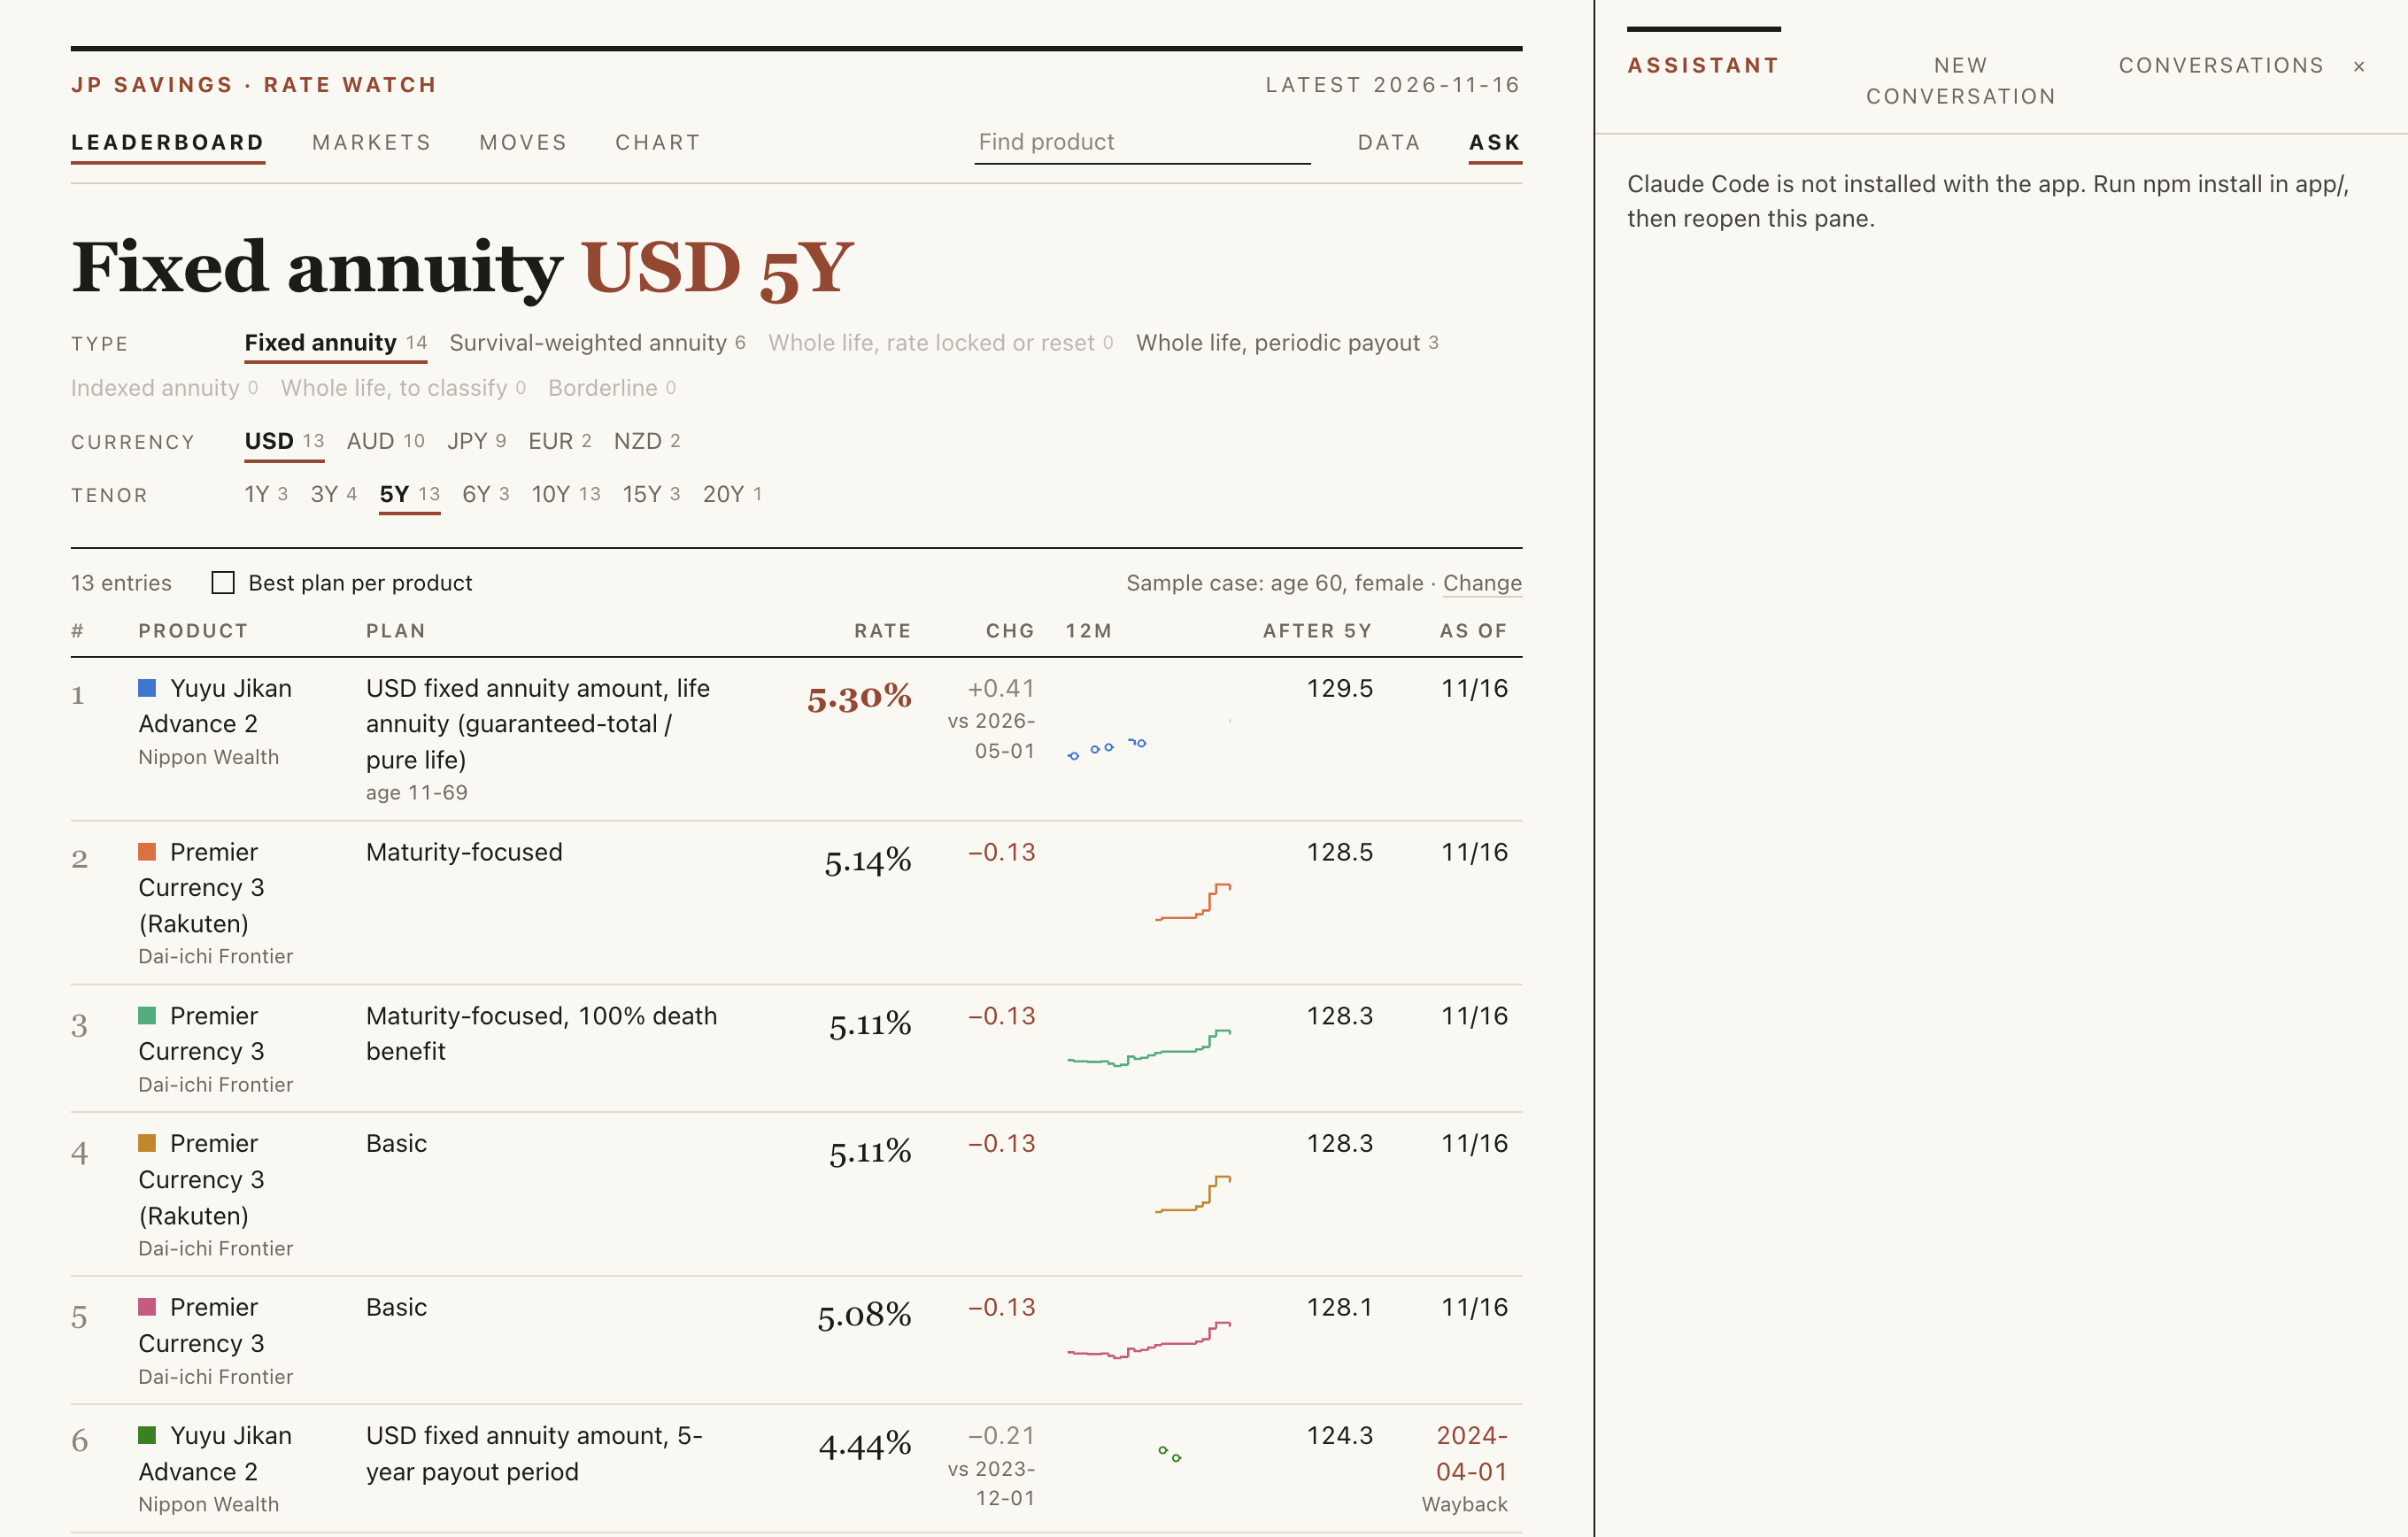 JP SAVINGS · RATE WATCH
LATEST 2026-11-16
LEADERBOARD MARKETS MOVES CHART
Find product
DATA ASK
Fixed annuity USD 5Y
TYPE Fixed annuity 14 Survival-weighted annuity 6 Whole life, rate locked or reset 0 Whole life, periodic payout 3
Indexed annuity 0 Whole life, to classify 0 Borderline 0
CURRENCY USD 13 AUD 10 JPY 9 EUR 2 NZD 2
TENOR 1Y 3 3Y 4 5Y 13 6Y 3 10Y 13 15Y 3 20Y 1
13 entries Best plan per product
Sample case: age 60, female · Change
# PRODUCT PLAN RATE CHG 12M AFTER 5Y AS OF
1
Yuyu Jikan
Advance 2
Nippon Wealth
USD fixed annuity amount, life
annuity (guaranteed-total /
pure life)
age 11-69
5.30%
+0.41
vs 2026-
05-01
129.5
11/16
2
Premier
Currency 3
(Rakuten)
Dai-ichi Frontier
Maturity-focused
5.14%
−0.13
128.5
11/16
3
Premier
Currency 3
Dai-ichi Frontier
Maturity-focused, 100% death
benefit
5.11%
−0.13
128.3
11/16
4
Premier
Currency 3
(Rakuten)
Dai-ichi Frontier
Basic
5.11%
−0.13
128.3
11/16
5
Premier
Currency 3
Dai-ichi Frontier
Basic
5.08%
−0.13
128.1
11/16
6
Yuyu Jikan
Advance 2
Nippon Wealth
USD fixed annuity amount, 5-
year payout period
4.44%
−0.21
vs 2023-
12-01
124.3
2024-
04-01
Wayback
ASSISTANT
NEW
CONVERSATION
CONVERSATIONS ×
Claude Code is not installed with the app. Run npm install in app/,
then reopen this pane.